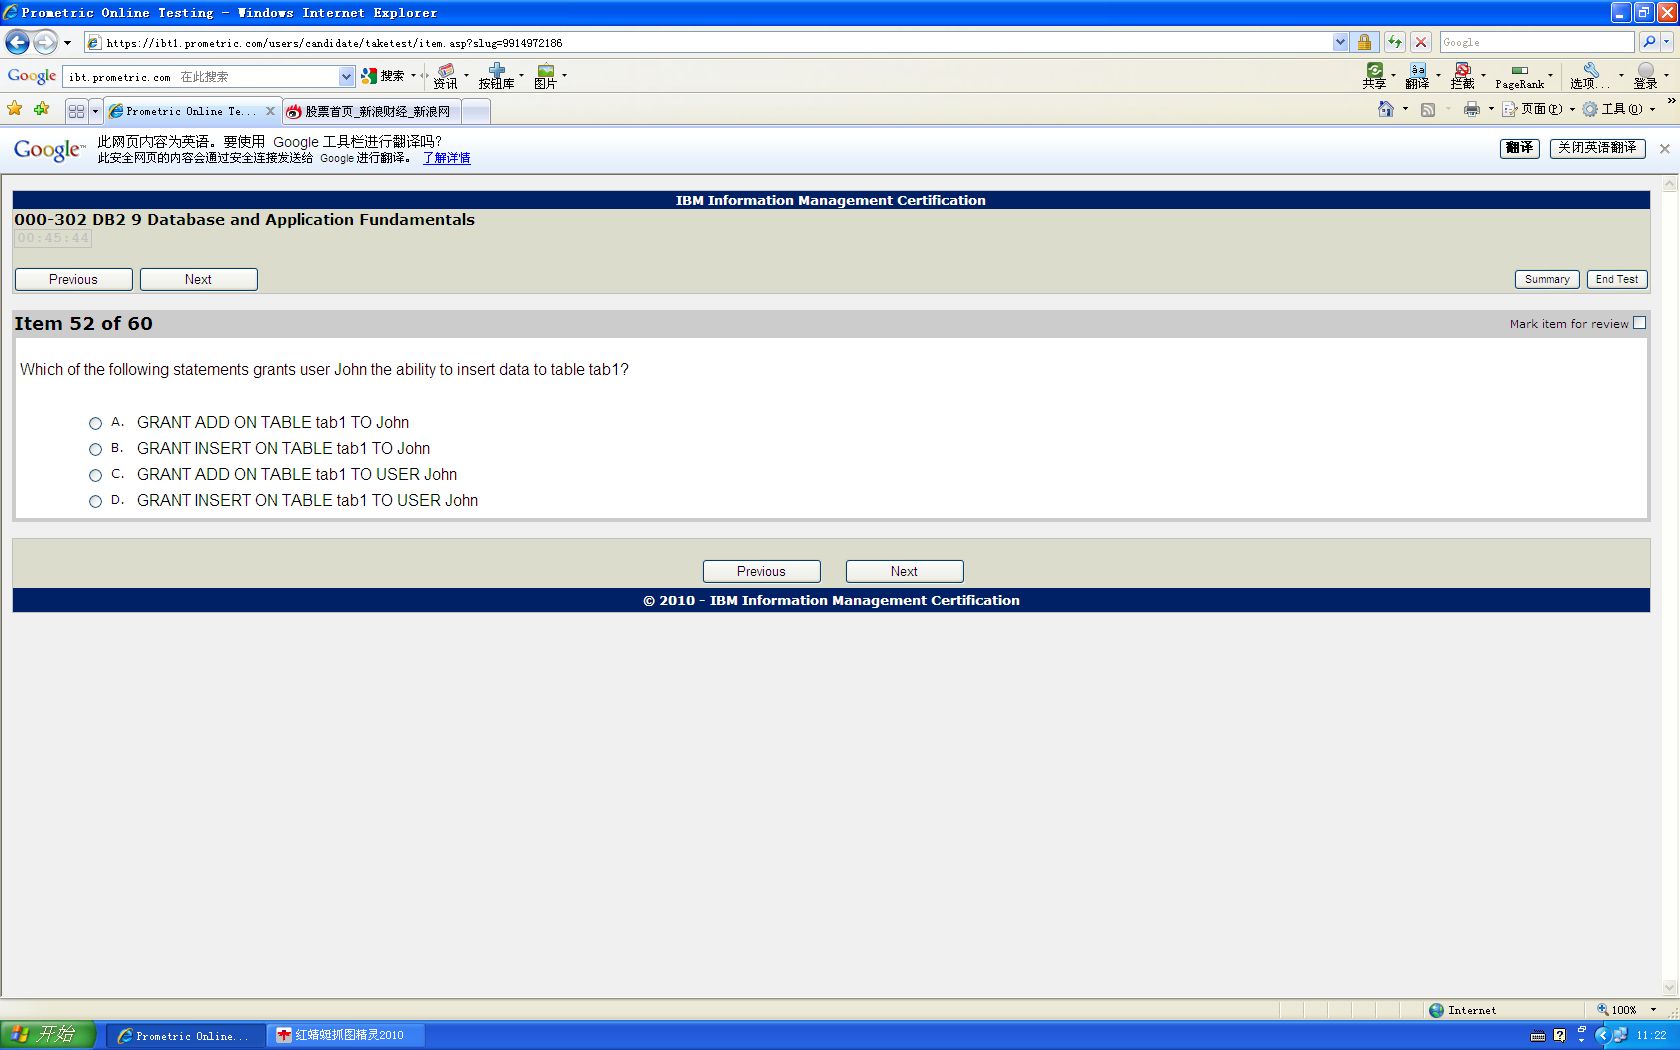 Prometric Online Testing - Windows Internet Explorer
https://ibt1.prometric.com/users/candidate/taketest/item.asp?slug=9914972186
Google
Google ibt.prometric.com 在此搜索 搜索 资讯 按钮库 图片 共享 翻译 拦截 PageRank 选项... 登录
Prometric Online Te... 股票首页_新浪财经_新浪网 页面(P) 工具(O) »
Google™ 此网页内容为英语。要使用 Google 工具栏进行翻译吗?
此安全网页的内容会通过安全连接发送给 Google 进行翻译。 了解详情
翻译 关闭英语翻译
IBM Information Management Certification
000-302 DB2 9 Database and Application Fundamentals
00:45:44
Previous Next Summary End Test
Item 52 of 60 Mark item for review
Which of the following statements grants user John the ability to insert data to table tab1?
A. GRANT ADD ON TABLE tab1 TO John
B. GRANT INSERT ON TABLE tab1 TO John
C. GRANT ADD ON TABLE tab1 TO USER John
D. GRANT INSERT ON TABLE tab1 TO USER John
Previous Next
© 2010 - IBM Information Management Certification
Internet 100%
开始 Prometric Online... 红蜻蜓抓图精灵2010 11:22